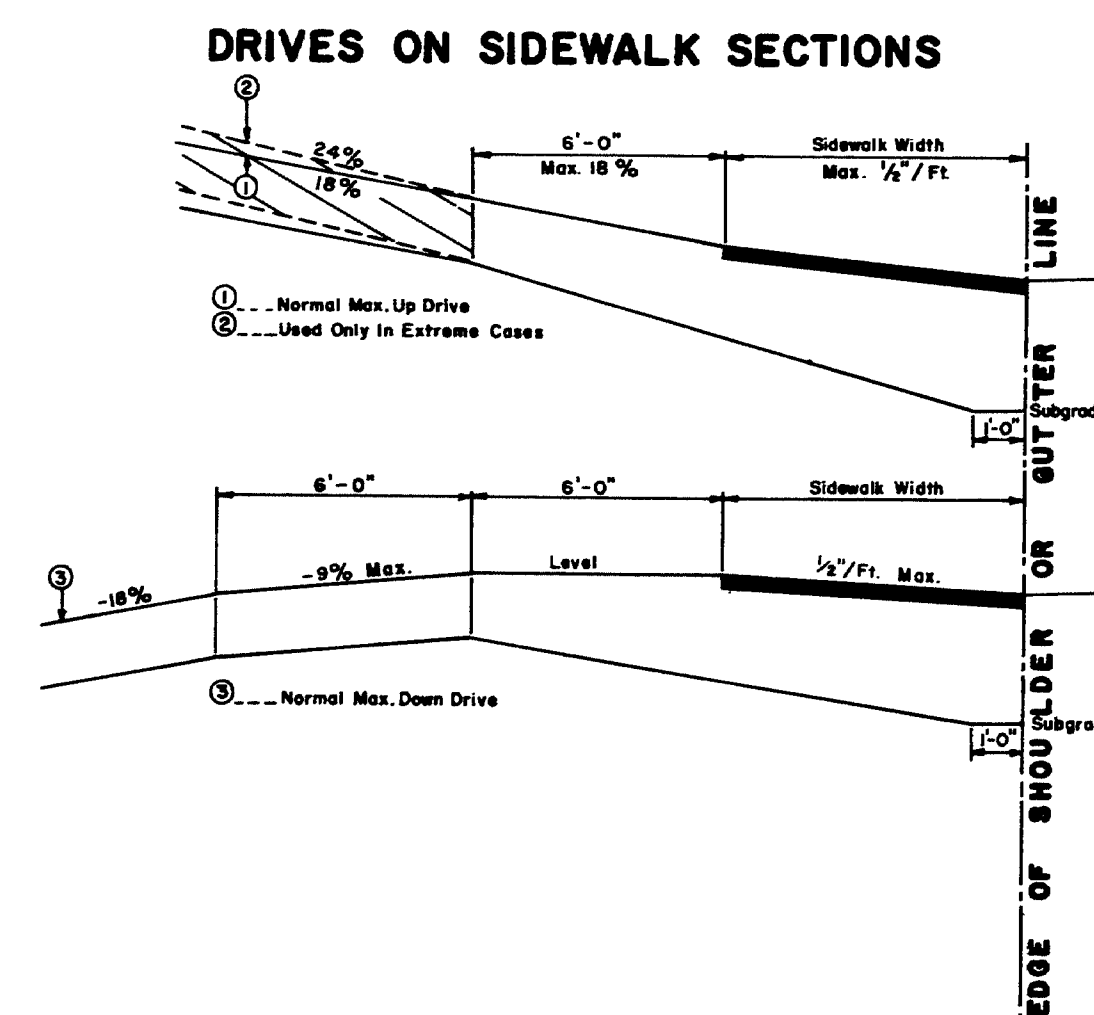 DRIVES ON SIDEWALK SECTIONS
②
24%
18%
①
6'-0"
Max. 18 %
Sidewalk Width
Max. ½"/Ft.
①___Normal Max. Up Drive
②___Used Only In Extreme Cases
Subgrad
1'-0"
6'-0"
6'-0"
Sidewalk Width
③
-18%
-9% Max.
Level
½"/Ft. Max.
③___Normal Max. Down Drive
Subgra
1'-0"
EDGE OF SHOULDER OR GUTTER LINE